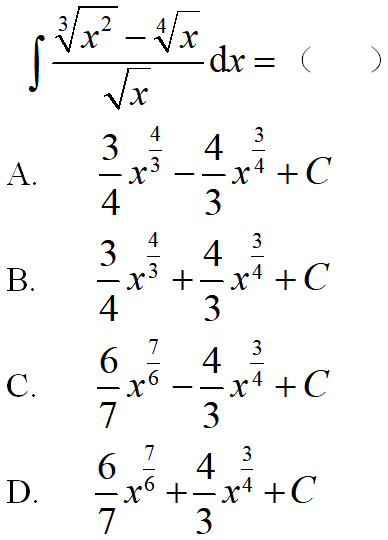 ∫ (∛(x²) − ∜x)/√x dx = （　　）
A. 3/4 x^(4/3) − 4/3 x^(3/4) + C
B. 3/4 x^(4/3) + 4/3 x^(3/4) + C
C. 6/7 x^(7/6) − 4/3 x^(3/4) + C
D. 6/7 x^(7/6) + 4/3 x^(3/4) + C